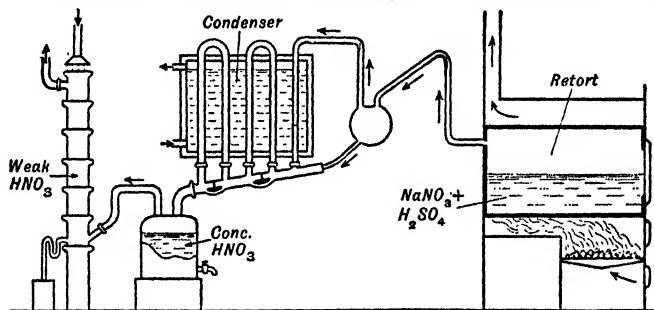 Condenser
Retort
Weak
HNO3
NaNO3+
H2SO4
Conc.
HNO3